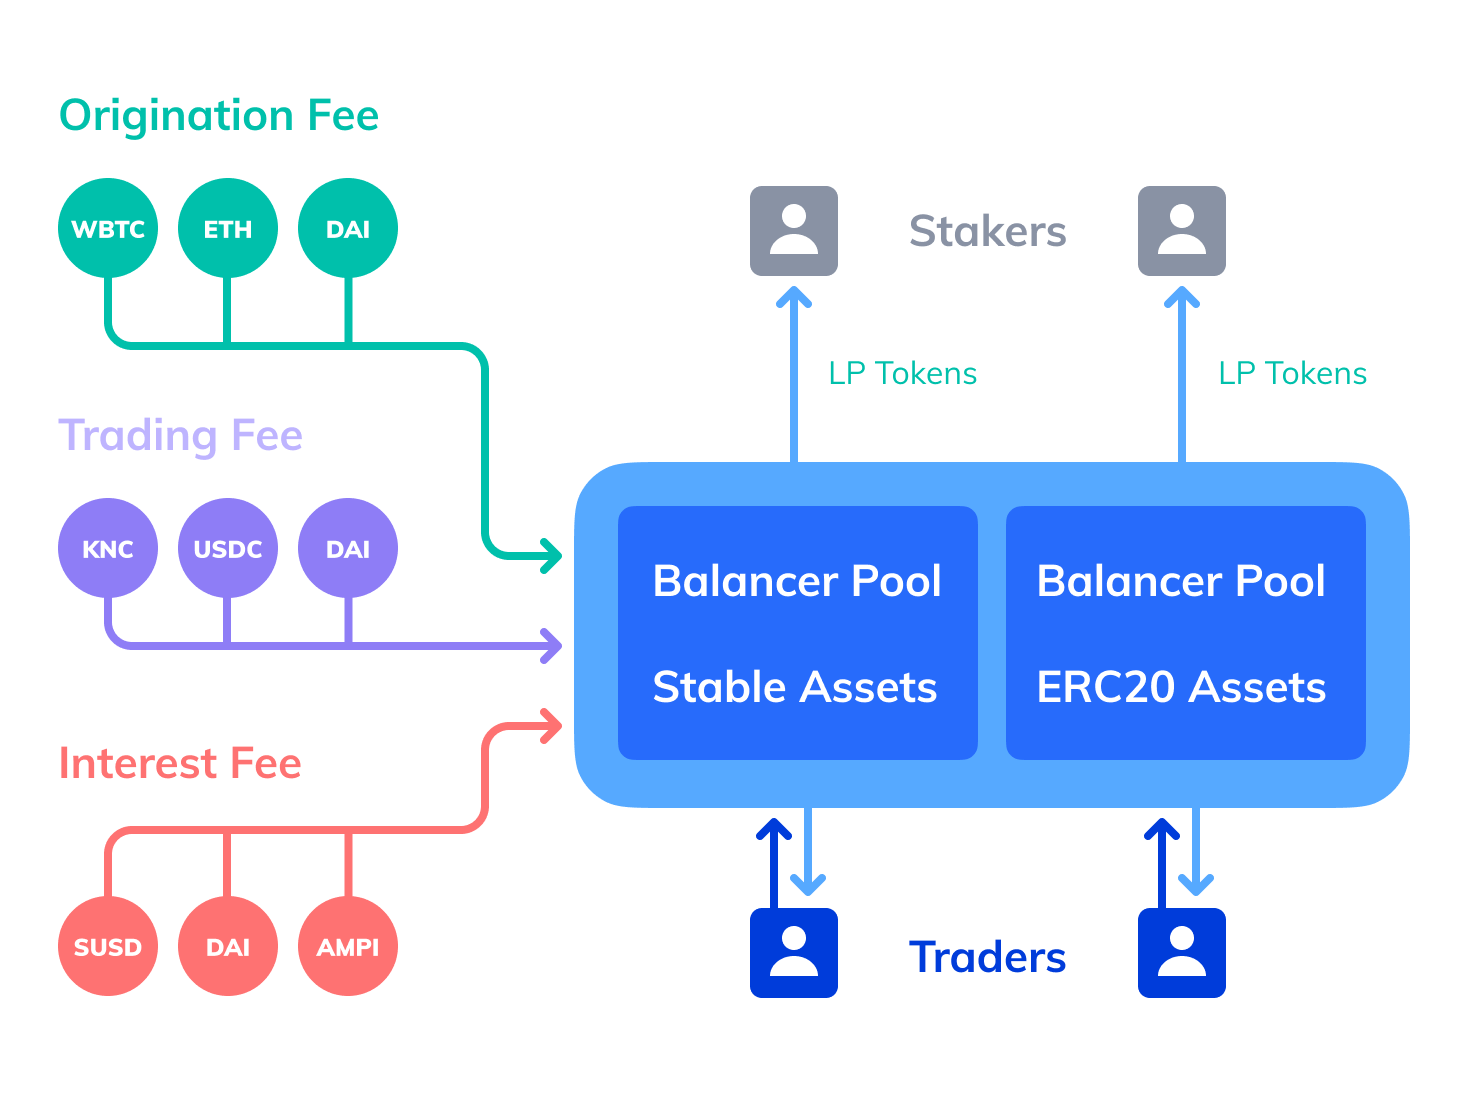 Origination Fee
WBTC ETH DAI
Trading Fee
KNC USDC DAI
Interest Fee
SUSD DAI AMPI
Stakers
LP Tokens LP Tokens
Balancer Pool
Stable Assets
Balancer Pool
ERC20 Assets
Traders